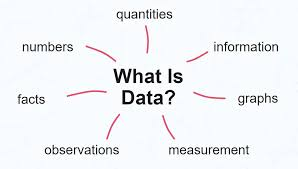 quantities
numbers
information
What Is
Data?
facts
graphs
observations
measurement